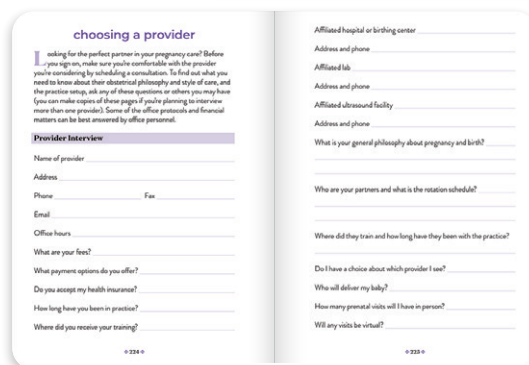 choosing a provider
Looking for the perfect partner in your pregnancy care? Before
you sign on, make sure you're comfortable with the provider
you're considering by scheduling a consultation. To find out what you
need to know about their obstetrical philosophy and style of care, and
the practice setup, ask any of these questions or others you may have
(you can make copies of these pages if you're planning to interview
more than one provider). Some of the office protocols and financial
matters can be best answered by office personnel.
Provider Interview
Name of provider
Address
Phone Fax
Email
Office hours
What are your fees?
What payment options do you offer?
Do you accept my health insurance?
How long have you been in practice?
Where did you receive your training?
224
Affiliated hospital or birthing center
Address and phone
Affiliated lab
Address and phone
Affiliated ultrasound facility
Address and phone
What is your general philosophy about pregnancy and birth?
Who are your partners and what is the rotation schedule?
Where did they train and how long have they been with the practice?
Do I have a choice about which provider I see?
Who will deliver my baby?
How many prenatal visits will I have in person?
Will any visits be virtual?
225